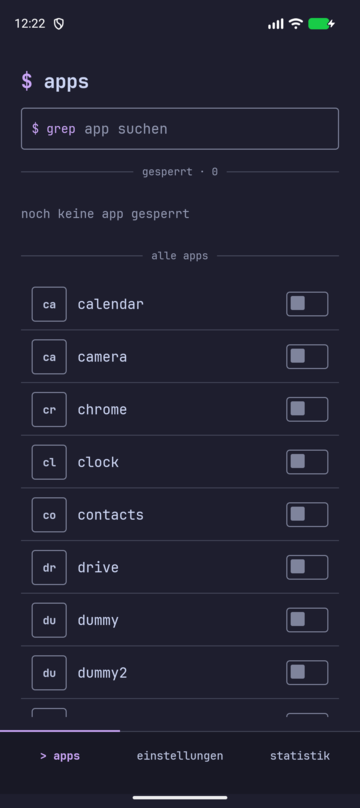 12:22
$ apps
$ grep app suchen
gesperrt · 0
noch keine app gesperrt
alle apps
ca calendar
ca camera
cr chrome
cl clock
co contacts
dr drive
du dummy
du dummy2
> apps einstellungen statistik